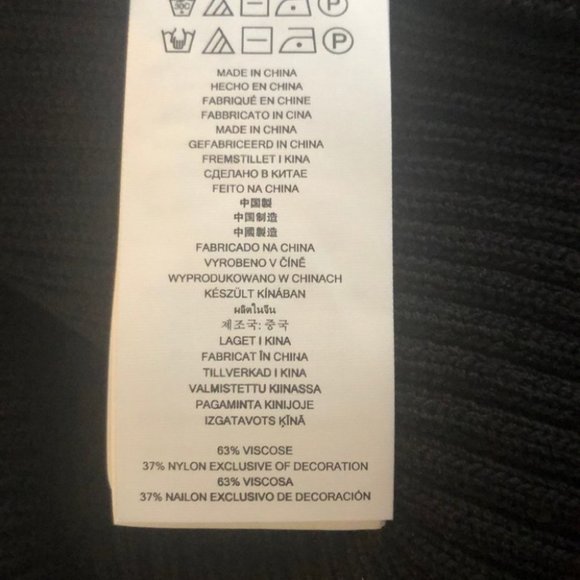 P
P
MADE IN CHINA
HECHO EN CHINA
FABRIQUÉ EN CHINE
FABBRICATO IN CINA
MADE IN CHINA
GEFABRICEERD IN CHINA
FREMSTILLET I KINA
СДЕЛАНО В КИТАЕ
FEITO NA CHINA
中国製
中国制造
中國製造
FABRICADO NA CHINA
VYROBENO V ČÍNĚ
WYPRODUKOWANO W CHINACH
KÉSZÜLT KÍNÁBAN
ผลิตในจีน
제조국: 중국
LAGET I KINA
FABRICAT ÎN CHINA
TILLVERKAD I KINA
VALMISTETTU KIINASSA
PAGAMINTA KINIJOJE
IZGATAVOTS ĶĪNĀ
63% VISCOSE
37% NYLON EXCLUSIVE OF DECORATION
63% VISCOSA
37% NAILON EXCLUSIVO DE DECORACIÓN